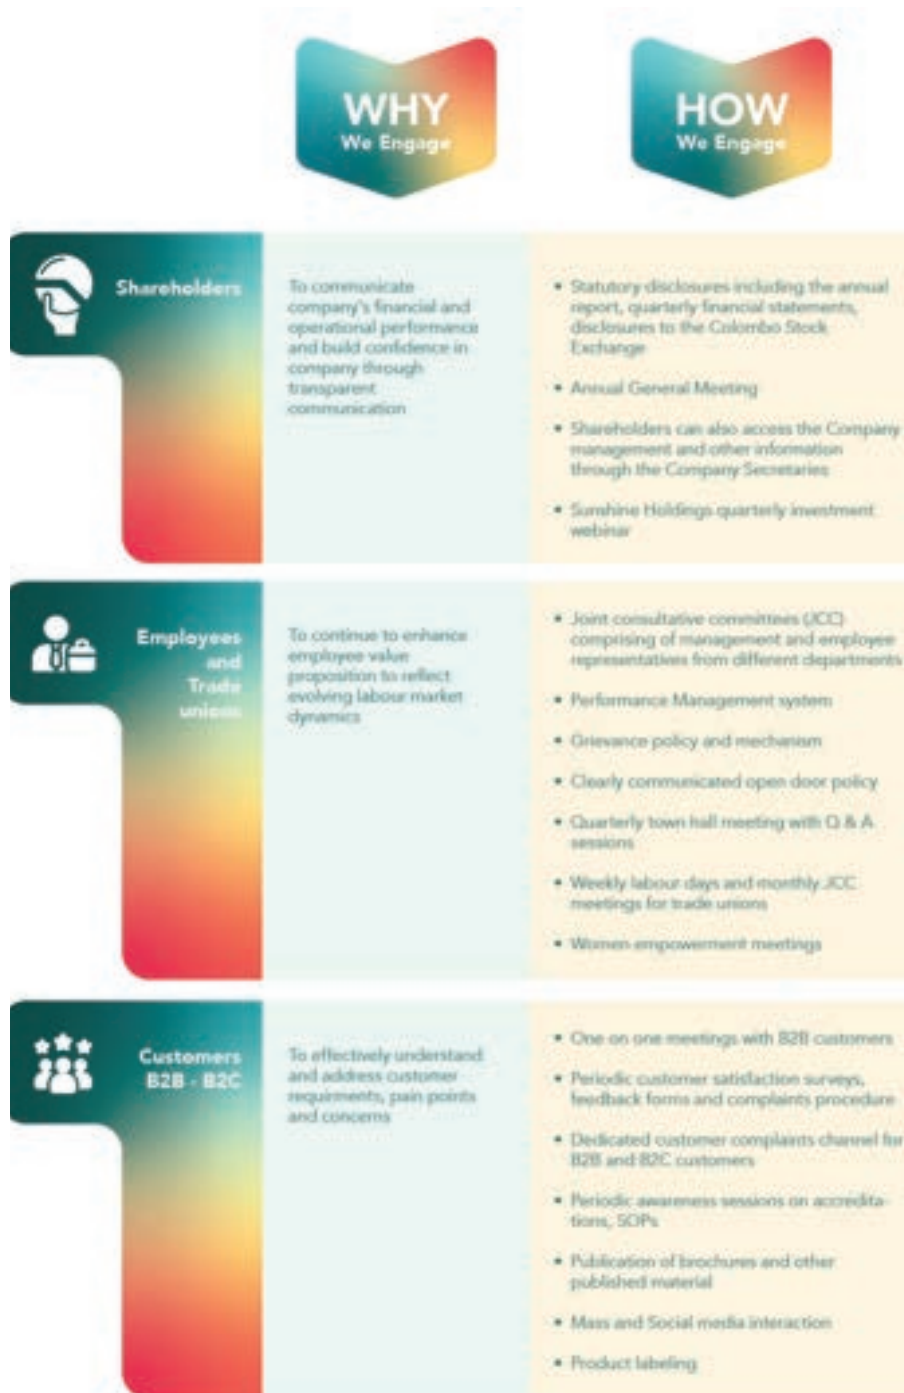 WHY
We Engage
HOW
We Engage
Shareholders
To communicate
company's financial and
operational performance
and build confidence in
company through
transparent
communication
• Statutory disclosures including the annual
report, quarterly financial statements,
disclosures to the Colombo Stock
Exchange
• Annual General Meeting
• Shareholders can also access the Company
management and other information
through the Company Secretaries
• Sunshine Holdings quarterly investment
webinar
Employees
and
Trade
unions
To continue to enhance
employee value
proposition to reflect
evolving labour market
dynamics
• Joint consultative committees (JCC)
comprising of management and employee
representatives from different departments
• Performance Management system
• Grievance policy and mechanism
• Clearly communicated open door policy
• Quarterly town hall meeting with Q & A
sessions
• Weekly labour days and monthly JCC
meetings for trade unions
• Women empowerment meetings
Customers
B2B - B2C
To effectively understand
and address customer
requirments, pain points
and concerns
• One on one meetings with B2B customers
• Periodic customer satisfaction surveys,
feedback forms and complaints procedure
• Dedicated customer complaints channel for
B2B and B2C customers
• Periodic awareness sessions on accredita-
tions, SOPs
• Publication of brochures and other
published material
• Mass and Social media interaction
• Product labeling